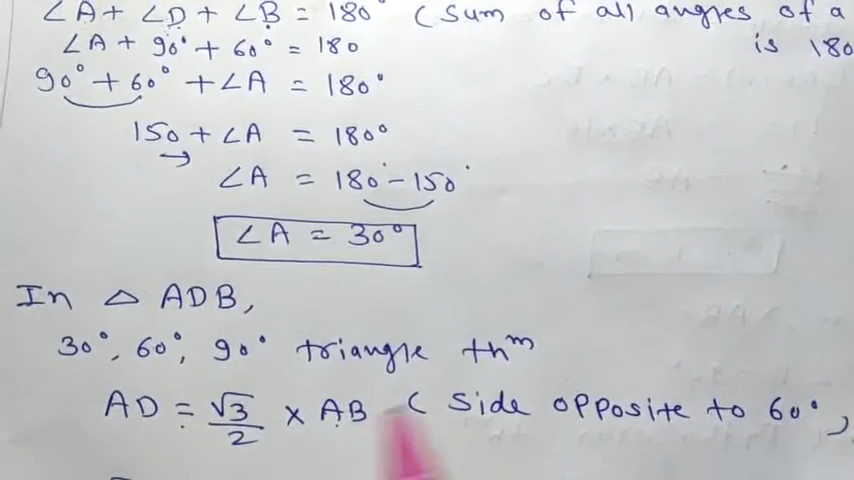 ∠A + ∠D + ∠B = 180° (Sum of all angles of a
∠A + 90° + 60° = 180 is 180
90° + 60° + ∠A = 180°
150 + ∠A = 180°
∠A = 180° - 150°
∠A = 30°
In △ ADB,
30°, 60°, 90° triangle thm
AD = √3/2 × AB ( Side opposite to 60°,